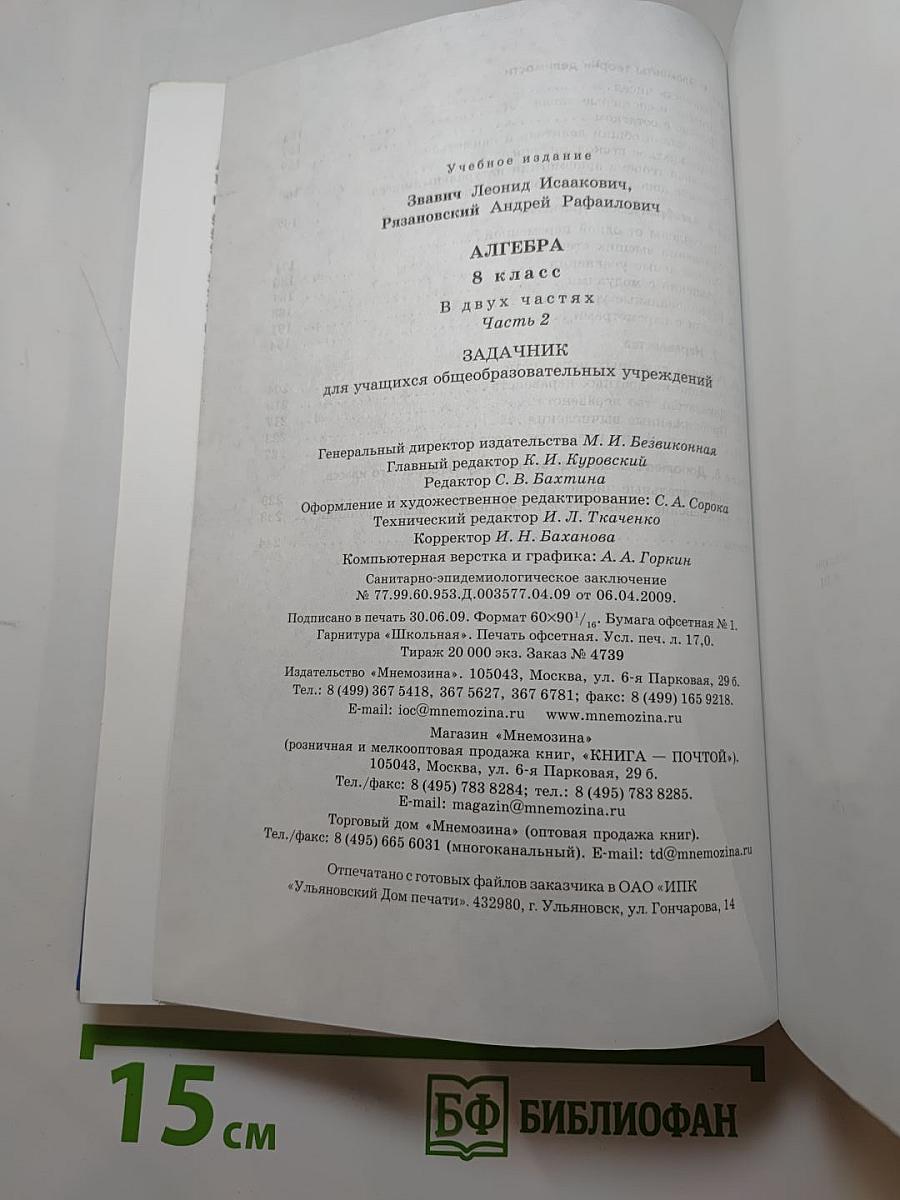 Учебное издание
Звавич Леонид Исаакович,
Рязановский Андрей Рафаилович
АЛГЕБРА
8 класс
В двух частях
Часть 2
ЗАДАЧНИК
для учащихся общеобразовательных учреждений
Генеральный директор издательства М. И. Безвиконная
Главный редактор К. И. Куровский
Редактор С. В. Бахтина
Оформление и художественное редактирование: С. А. Сорока
Технический редактор И. Л. Ткаченко
Корректор И. Н. Баханова
Компьютерная верстка и графика: А. А. Горкин
Санитарно-эпидемиологическое заключение
№ 77.99.60.953.Д.003577.04.09 от 06.04.2009.
Подписано в печать 30.06.09. Формат 60×90 1/16. Бумага офсетная № 1.
Гарнитура «Школьная». Печать офсетная. Усл. печ. л. 17,0.
Тираж 20 000 экз. Заказ № 4739
Издательство «Мнемозина». 105043, Москва, ул. 6-я Парковая, 29 б.
Тел.: 8 (499) 367 5418, 367 5627, 367 6781; факс: 8 (499) 165 9218.
E-mail: ioc@mnemozina.ru www.mnemozina.ru
Магазин «Мнемозина»
(розничная и мелкооптовая продажа книг, «КНИГА — ПОЧТОЙ»).
105043, Москва, ул. 6-я Парковая, 29 б.
Тел./факс: 8 (495) 783 8284; тел.: 8 (495) 783 8285.
E-mail: magazin@mnemozina.ru
Торговый дом «Мнемозина» (оптовая продажа книг).
Тел./факс: 8 (495) 665 6031 (многоканальный). E-mail: td@mnemozina.ru
Отпечатано с готовых файлов заказчика в ОАО «ИПК
«Ульяновский Дом печати». 432980, г. Ульяновск, ул. Гончарова, 14
15 см
БФ БИБЛИОФАН